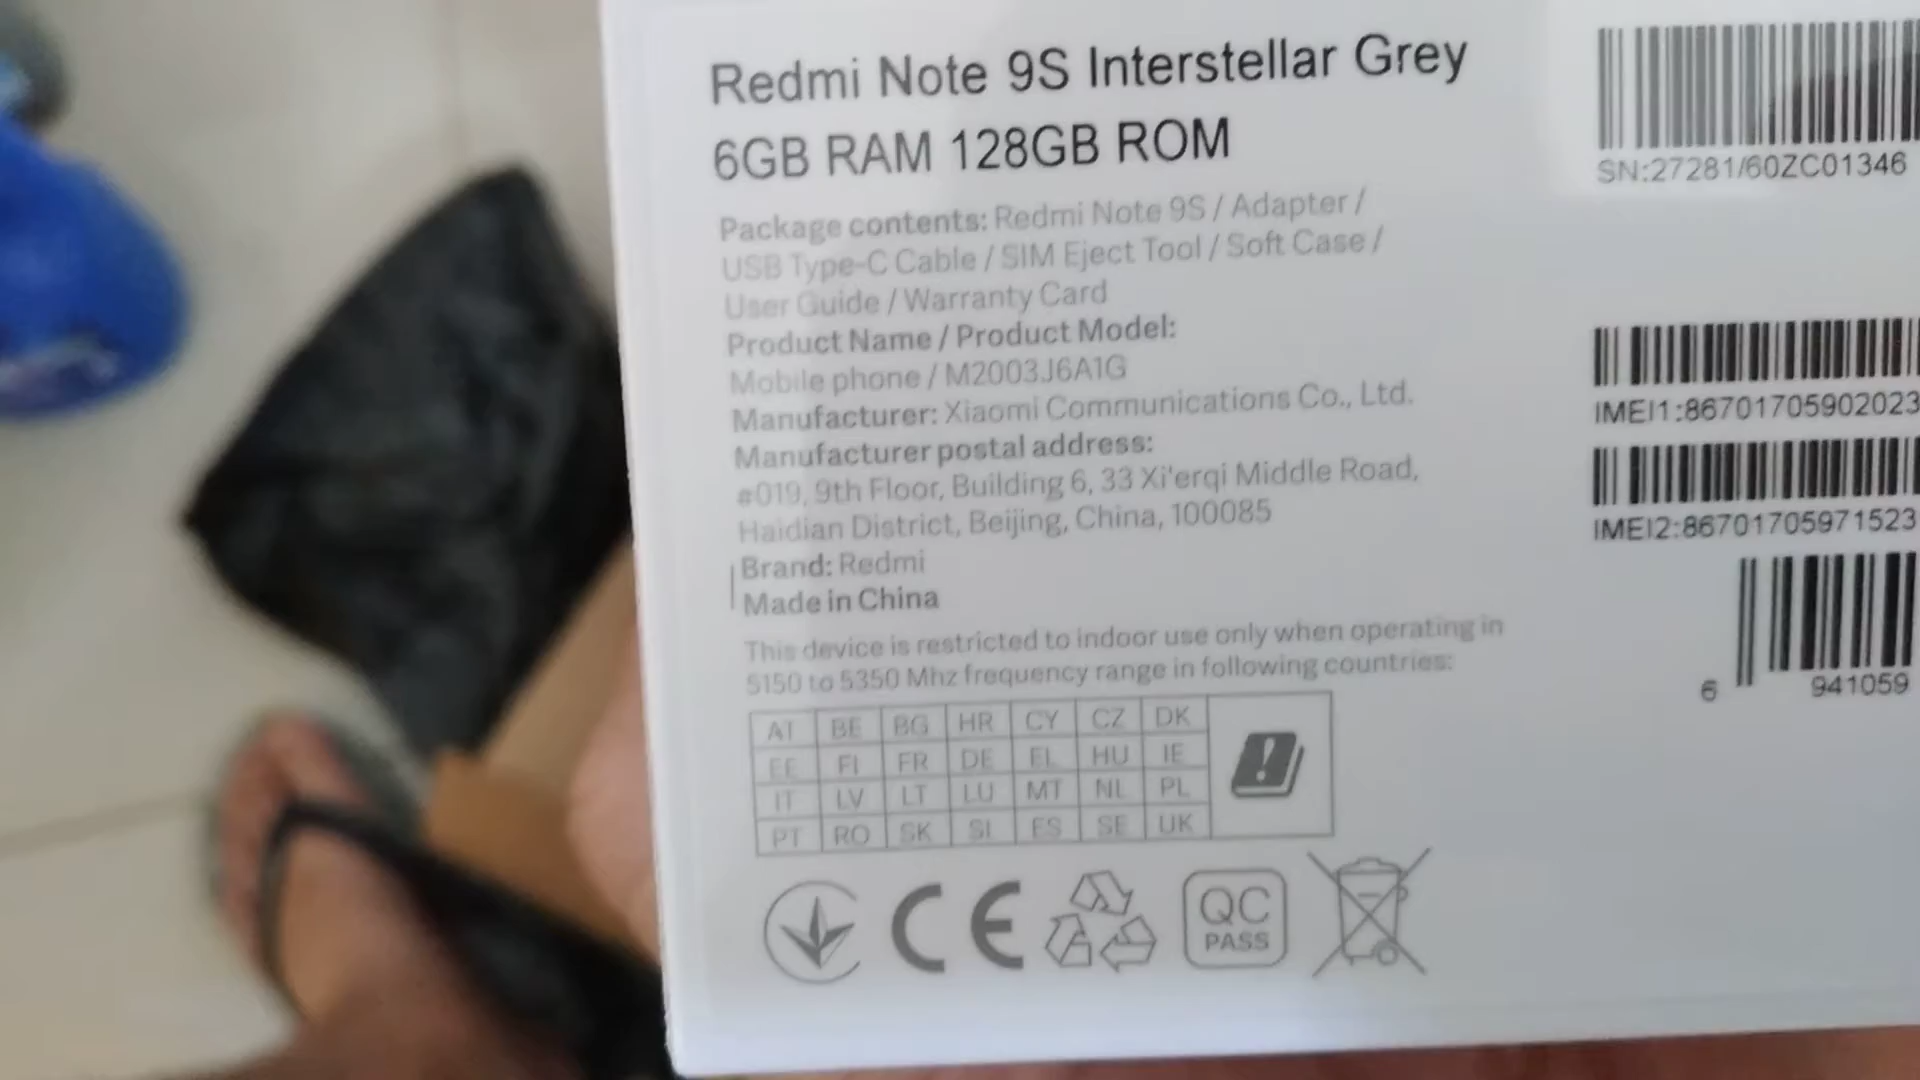 Redmi Note 9S Interstellar Grey
6GB RAM 128GB ROM
Package contents: Redmi Note 9S / Adapter /
USB Type-C Cable / SIM Eject Tool / Soft Case /
User Guide / Warranty Card
Product Name / Product Model:
Mobile phone / M2003J6A1G
Manufacturer: Xiaomi Communications Co., Ltd.
Manufacturer postal address:
#019, 9th Floor, Building 6, 33 Xi'erqi Middle Road,
Haidian District, Beijing, China, 100085
Brand: Redmi
Made in China
This device is restricted to indoor use only when operating in
5150 to 5350 Mhz frequency range in following countries:
AT BE BG HR CY CZ DK
EE FI FR DE EL HU IE
IT LV LT LU MT NL PL
PT RO SK SI ES SE UK
CE
QC
PASS
SN:27281/60ZC01346
IMEI1:86701705902023
IMEI2:86701705971523
6 941059